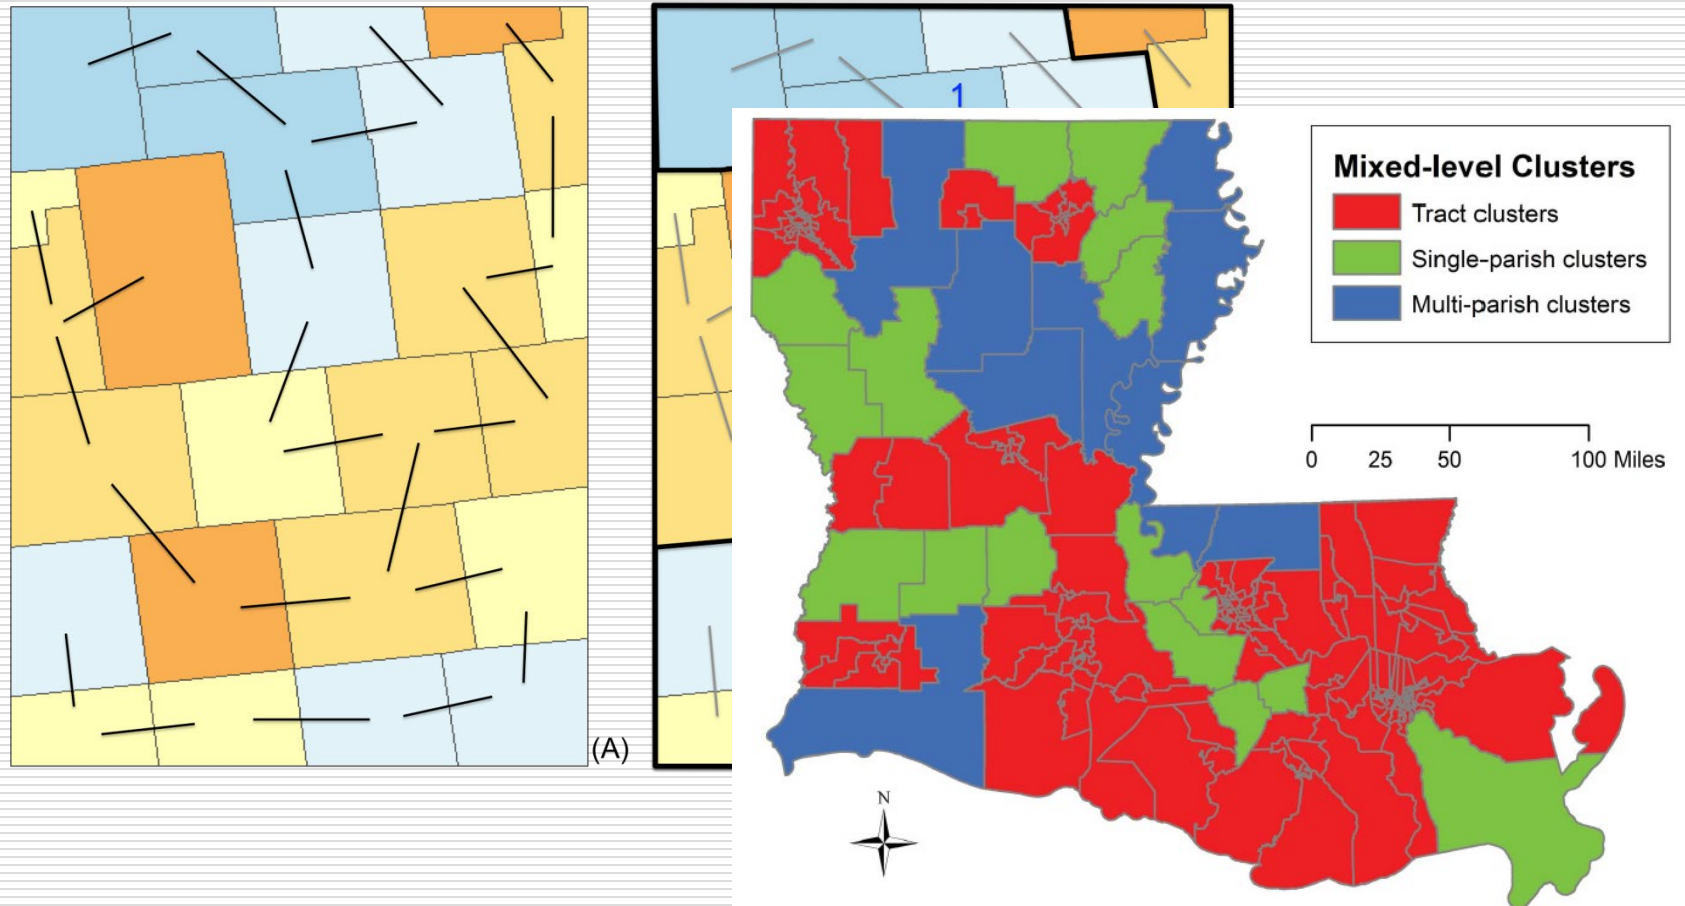 1
(A)
Mixed-level Clusters
Tract clusters
Single-parish clusters
Multi-parish clusters
0 25 50 100 Miles
N